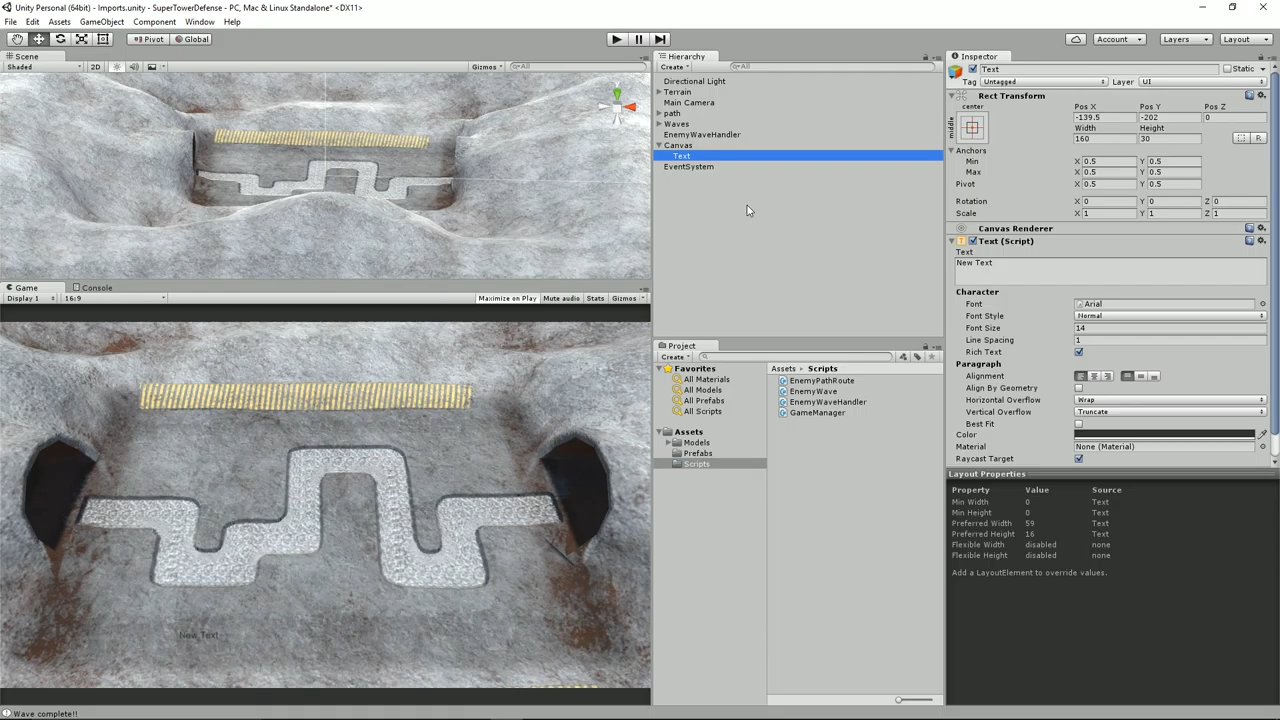 Unity Personal (64bit) - Imports.unity - SuperTowerDefense - PC, Mac & Linux Standalone* <DX11>
File Edit Assets GameObject Component Window Help
Pivot Global Account Layers Layout
Scene
Shaded 2D Gizmos All
Hierarchy
Create All
Directional Light
Terrain
Main Camera
path
Waves
EnemyWaveHandler
Canvas
Text
EventSystem
Game Console
Display 1 16:9 Maximize on Play Mute audio Stats Gizmos
New Text
Project
Create
Favorites
All Materials
All Models
All Prefabs
All Scripts
Assets
Models
Prefabs
Scripts
Assets Scripts
EnemyPathRoute
EnemyWave
EnemyWaveHandler
GameManager
Inspector
Text Static
Tag Untagged Layer UI
Rect Transform
center Pos X Pos Y Pos Z
middle -139.5 -202 0
Width Height
160 30 R
Anchors
Min X 0.5 Y 0.5
Max X 0.5 Y 0.5
Pivot X 0.5 Y 0.5
Rotation X 0 Y 0 Z 0
Scale X 1 Y 1 Z 1
Canvas Renderer
Text (Script)
Text
New Text
Character
Font Arial
Font Style Normal
Font Size 14
Line Spacing 1
Rich Text
Paragraph
Alignment
Align By Geometry
Horizontal Overflow Wrap
Vertical Overflow Truncate
Best Fit
Color
Material None (Material)
Raycast Target
Layout Properties
Property Value Source
Min Width 0 Text
Min Height 0 Text
Preferred Width 59 Text
Preferred Height 16 Text
Flexible Width disabled none
Flexible Height disabled none
Add a LayoutElement to override values.
Wave complete!!